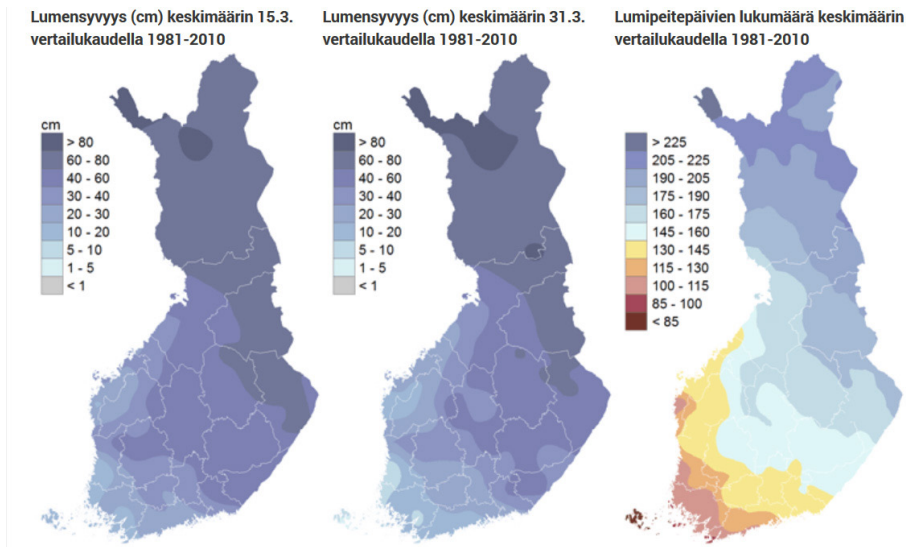 Lumensyvyys (cm) keskimäärin 15.3.
vertailukaudella 1981-2010
cm
> 80
60 - 80
40 - 60
30 - 40
20 - 30
10 - 20
5 - 10
1 - 5
< 1
Lumensyvyys (cm) keskimäärin 31.3.
vertailukaudella 1981-2010
cm
> 80
60 - 80
40 - 60
30 - 40
20 - 30
10 - 20
5 - 10
1 - 5
< 1
Lumipeitepäivien lukumäärä keskimäärin
vertailukaudella 1981-2010
> 225
205 - 225
190 - 205
175 - 190
160 - 175
145 - 160
130 - 145
115 - 130
100 - 115
85 - 100
< 85